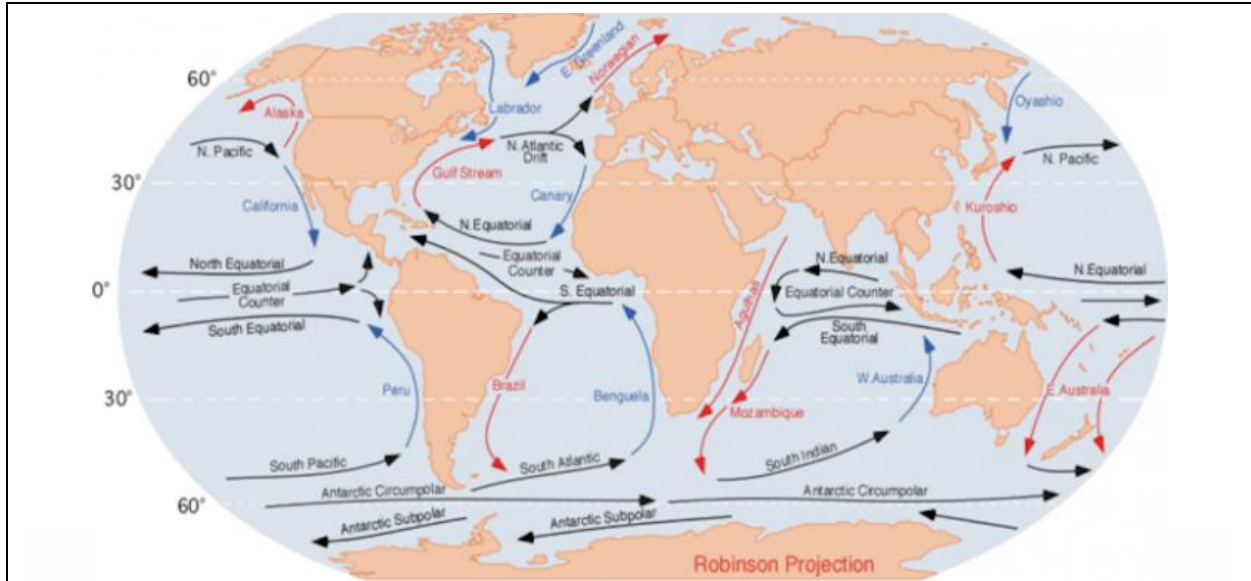 E. Greenland
Norwegian
60°
Labrador
Oyashio
Alaska
N. Pacific
N. Atlantic
Drift
N. Pacific
Gulf Stream
30°
California
Canary
Kuroshio
N.Equatorial
North Equatorial
Equatorial
Counter
N.Equatorial
N.Equatorial
0°
Equatorial
Counter
S. Equatorial
Equatorial Counter
South Equatorial
Agulhas
South
Equatorial
Peru
Brazil
Benguela
W.Australia
E.Australia
30°
Mozambique
South Pacific
South Atlantic
South Indian
Antarctic Circumpolar
Antarctic Circumpolar
60°
Antarctic Subpolar
Antarctic Subpolar
Robinson Projection